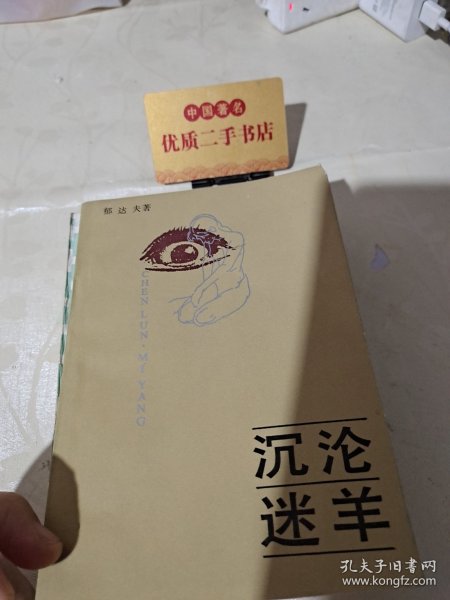 中国著名
优质二手书店
郁 达 夫著
CHEN LUN · MI YANG
沉沦
迷羊
孔夫子旧书网
www.kongfz.com